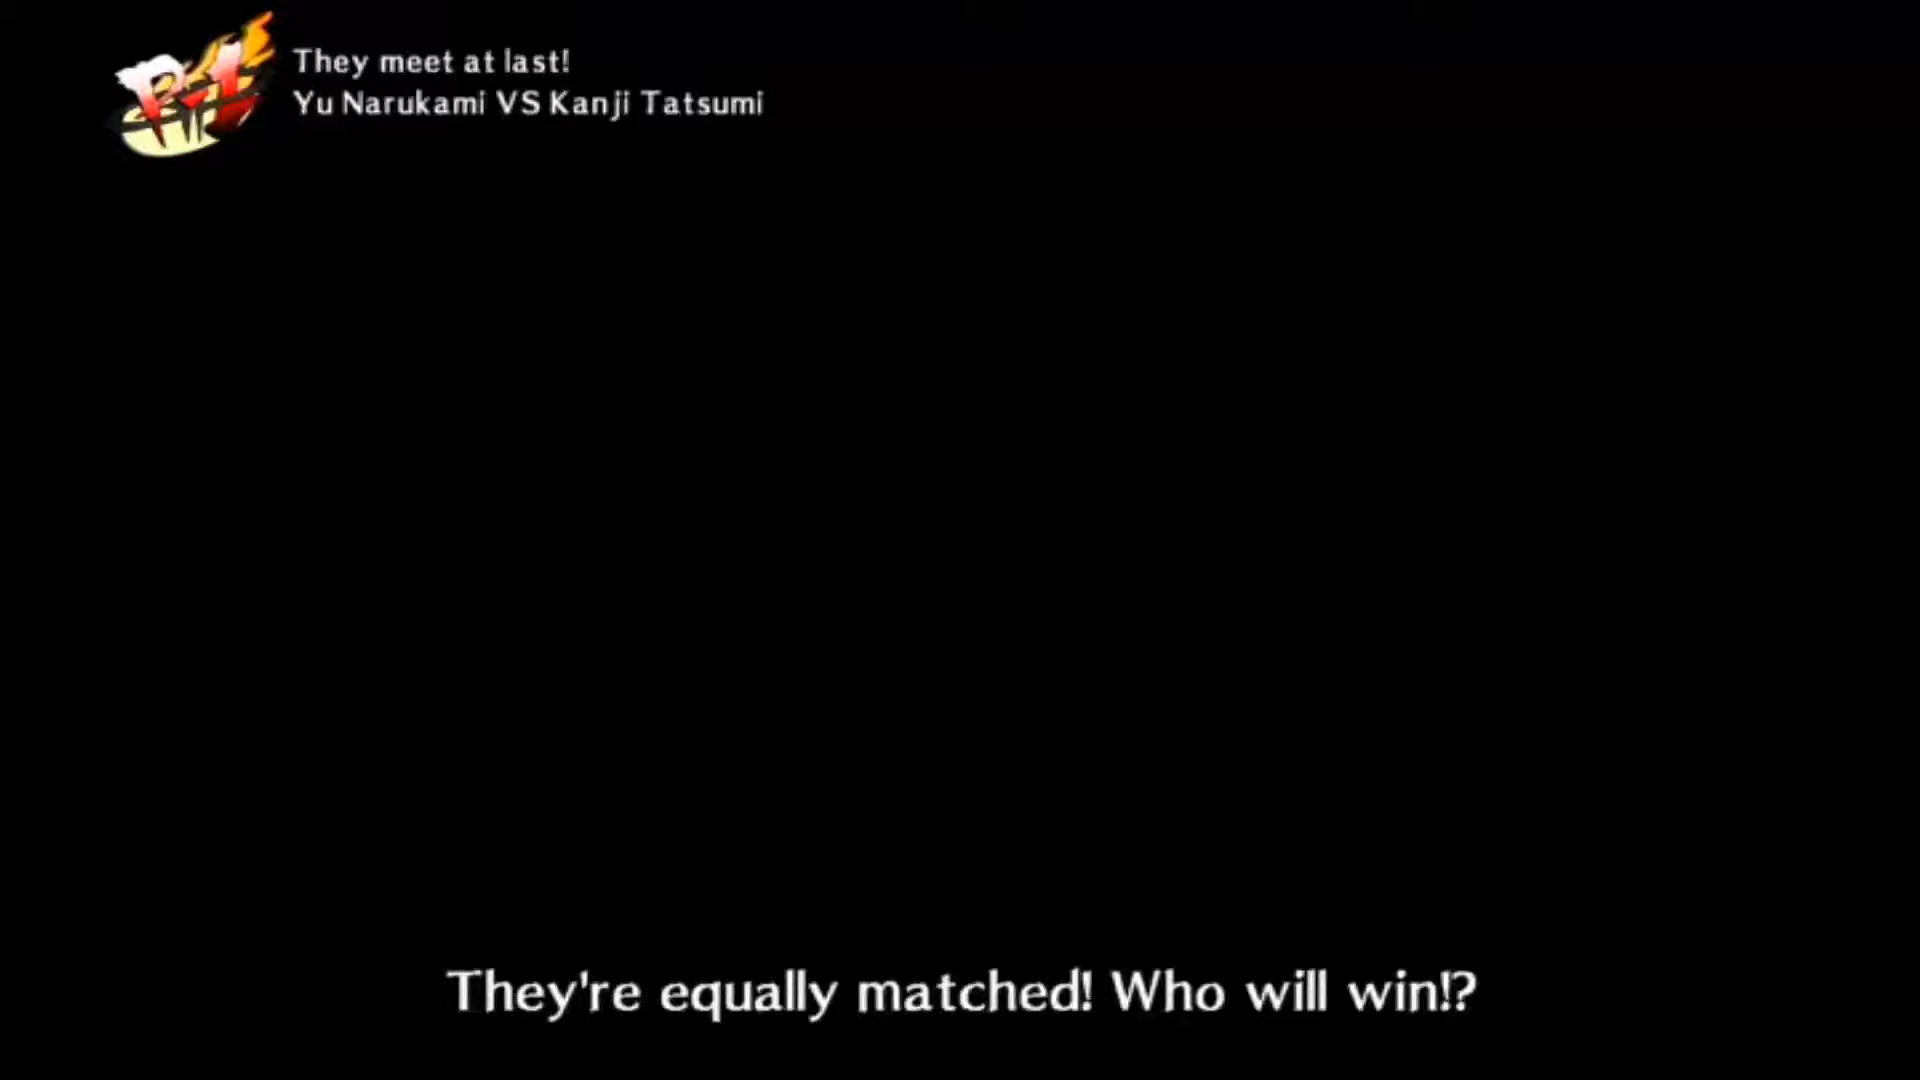 They meet at last!
Yu Narukami VS Kanji Tatsumi
They're equally matched! Who will win!?